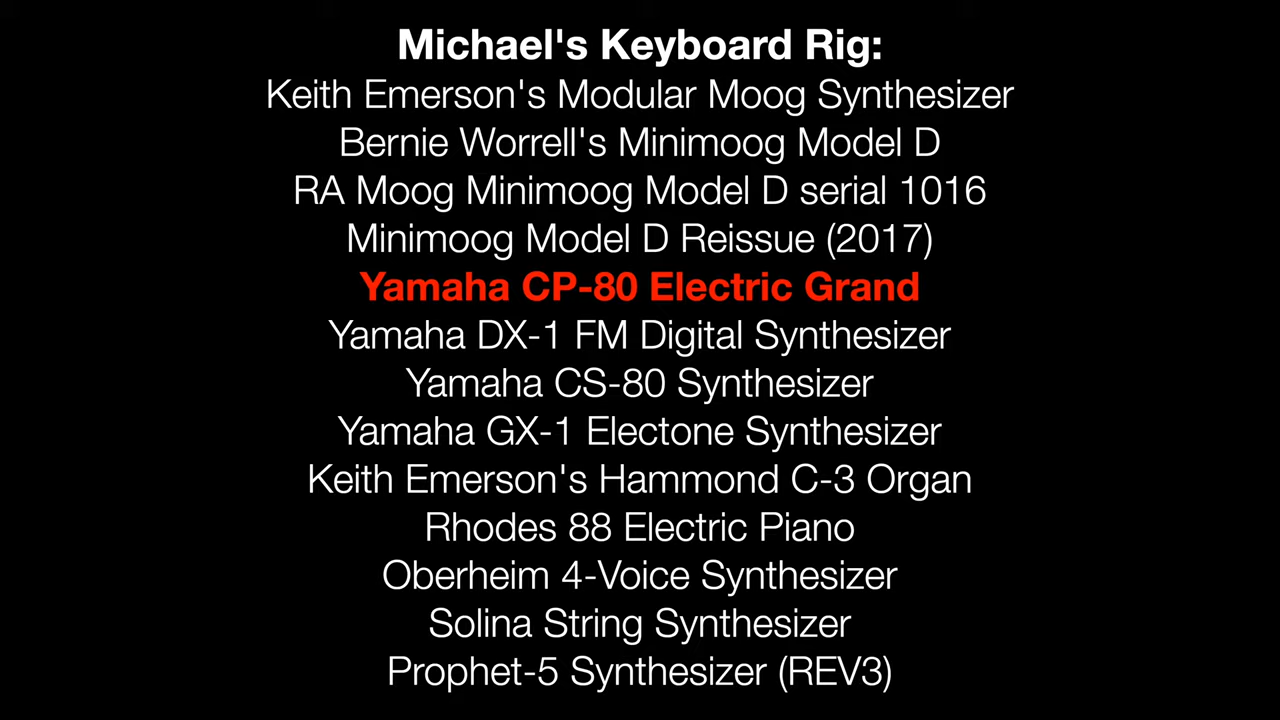 Michael's Keyboard Rig:
Keith Emerson's Modular Moog Synthesizer
Bernie Worrell's Minimoog Model D
RA Moog Minimoog Model D serial 1016
Minimoog Model D Reissue (2017)
Yamaha CP-80 Electric Grand
Yamaha DX-1 FM Digital Synthesizer
Yamaha CS-80 Synthesizer
Yamaha GX-1 Electone Synthesizer
Keith Emerson's Hammond C-3 Organ
Rhodes 88 Electric Piano
Oberheim 4-Voice Synthesizer
Solina String Synthesizer
Prophet-5 Synthesizer (REV3)